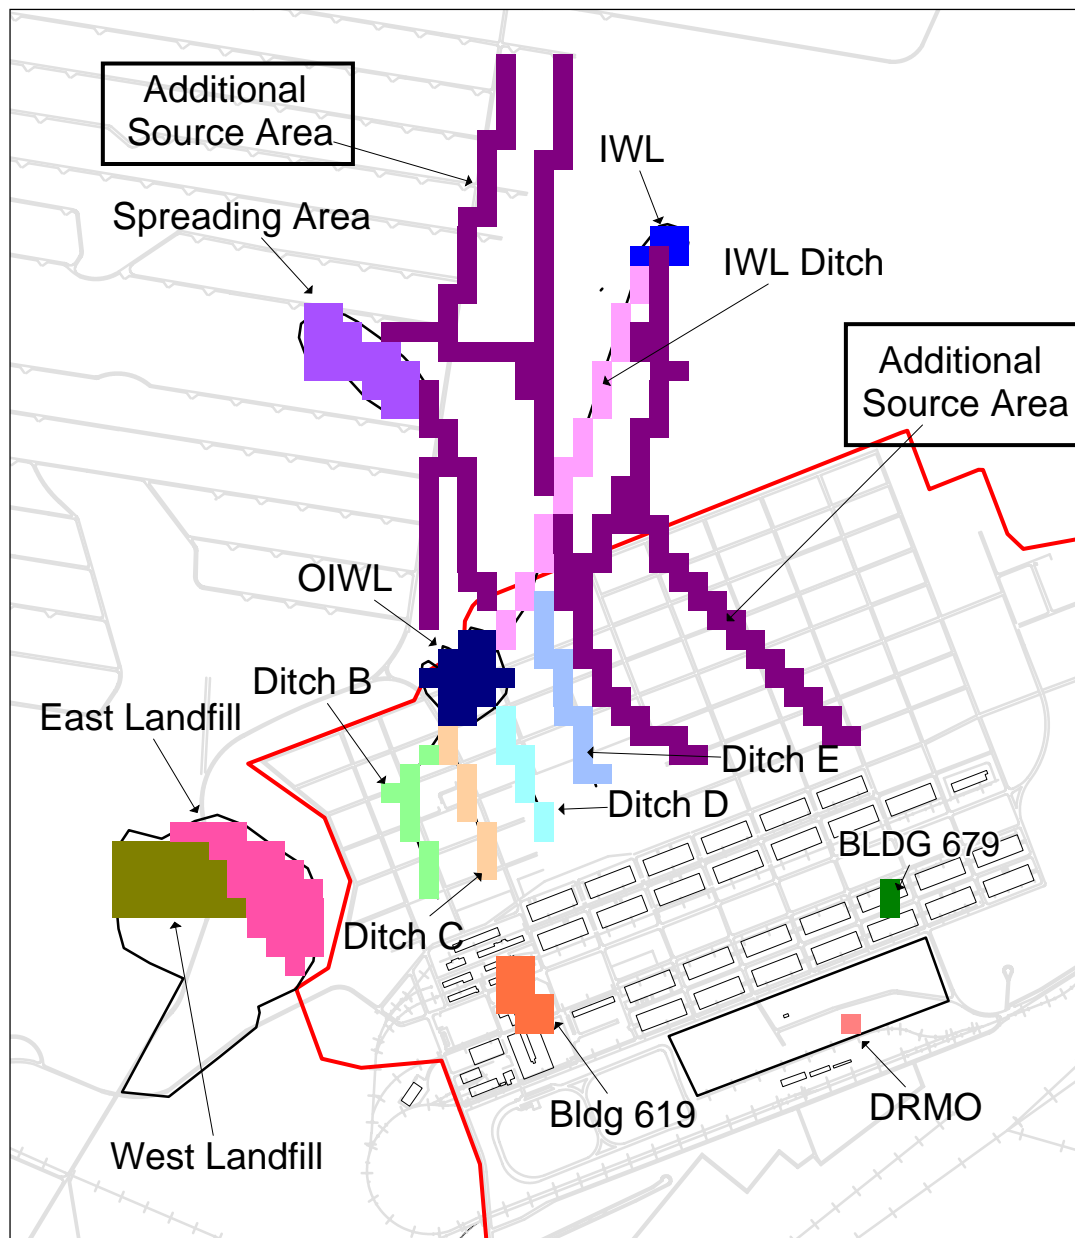 Additional
Source Area
IWL
Spreading Area
IWL Ditch
Additional
Source Area
OIWL
Ditch B
East Landfill
Ditch E
Ditch D
BLDG 679
Ditch C
Bldg 619
DRMO
West Landfill